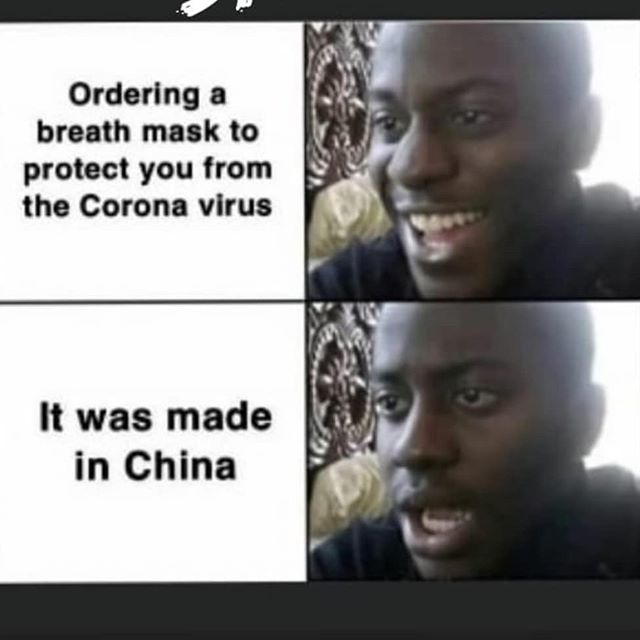 Ordering a
breath mask to
protect you from
the Corona virus
It was made
in China